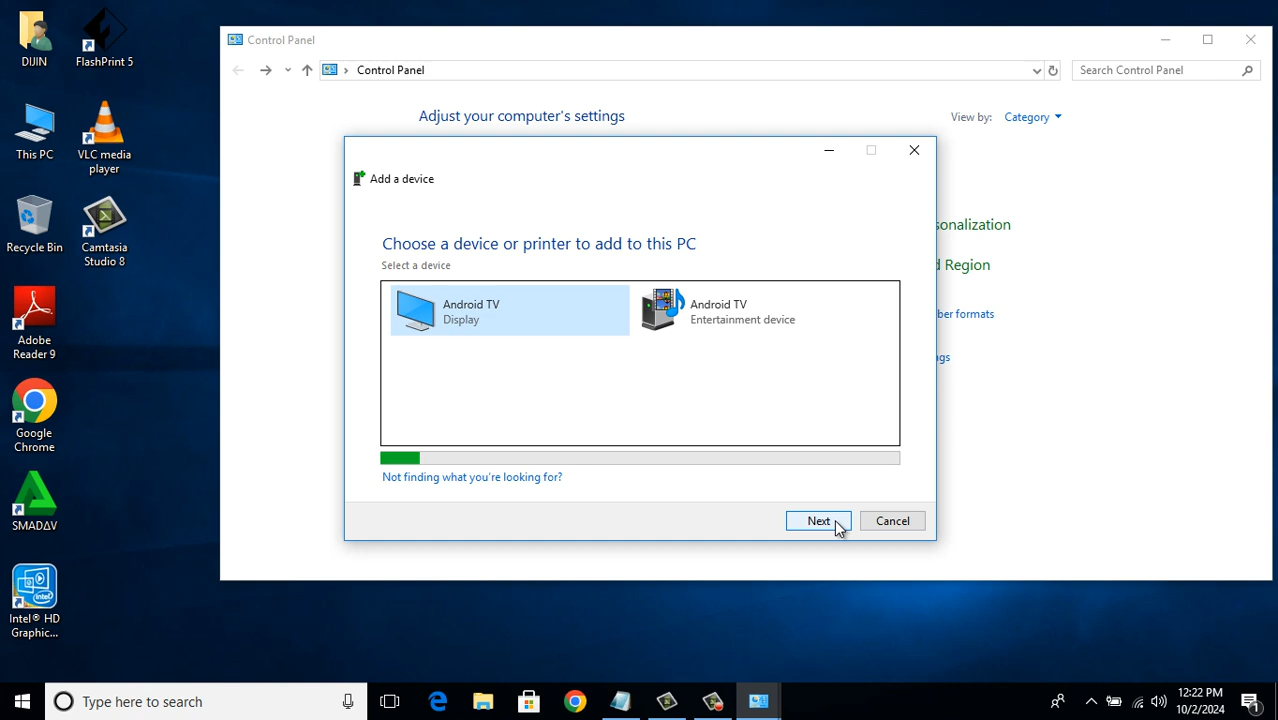 DIJIN
FlashPrint 5
This PC
VLC media
player
Recycle Bin
Camtasia
Studio 8
Adobe
Reader 9
Google
Chrome
SMADΔV
Intel® HD
Graphic...
Control Panel
Control Panel
Search Control Panel
Adjust your computer's settings
View by:
Category
sonalization
d Region
ber formats
ngs
Add a device
Choose a device or printer to add to this PC
Select a device
Android TV
Display
Android TV
Entertainment device
Not finding what you're looking for?
Next
Cancel
Type here to search
12:22 PM
10/2/2024
1